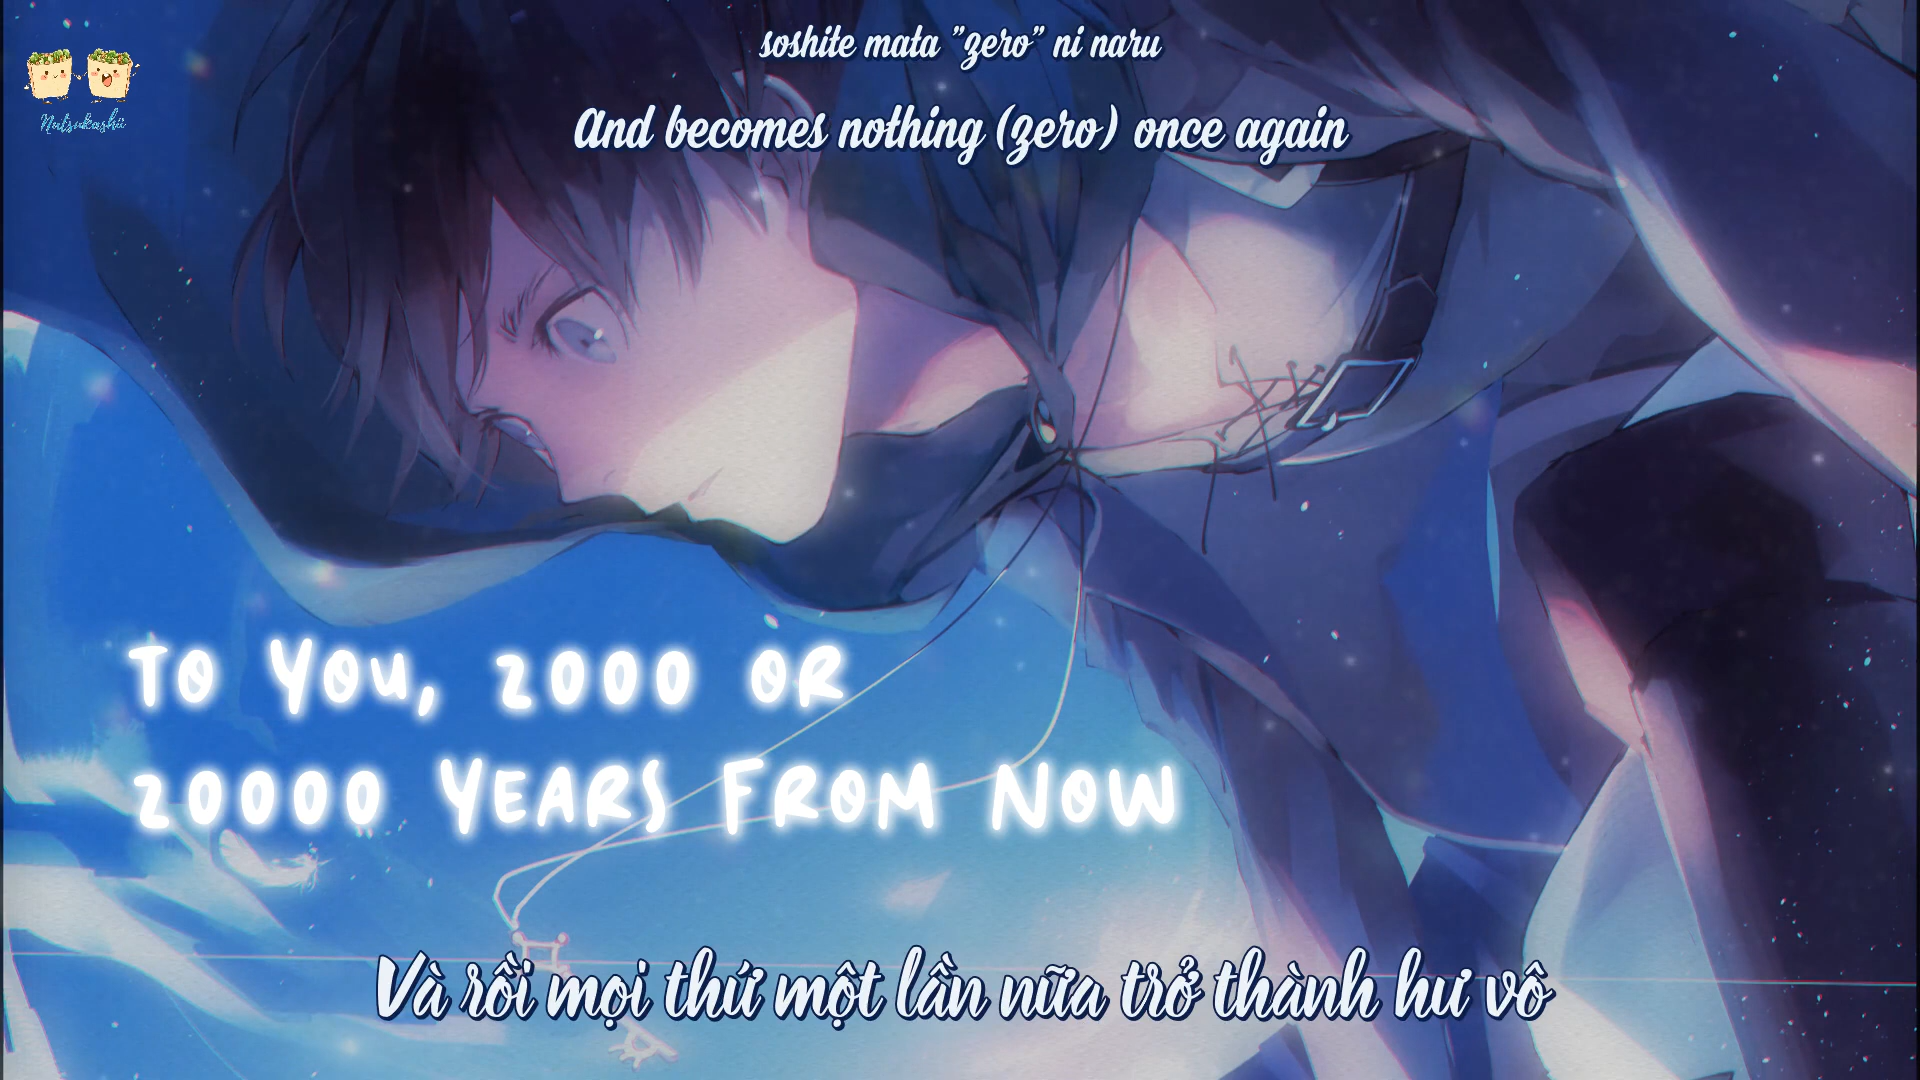 soshite mata "zero" ni naru
And becomes nothing (zero) once again
Natsukashii
To You, 2000 or
20000 Years From Now
Và rồi mọi thứ một lần nữa trở thành hư vô